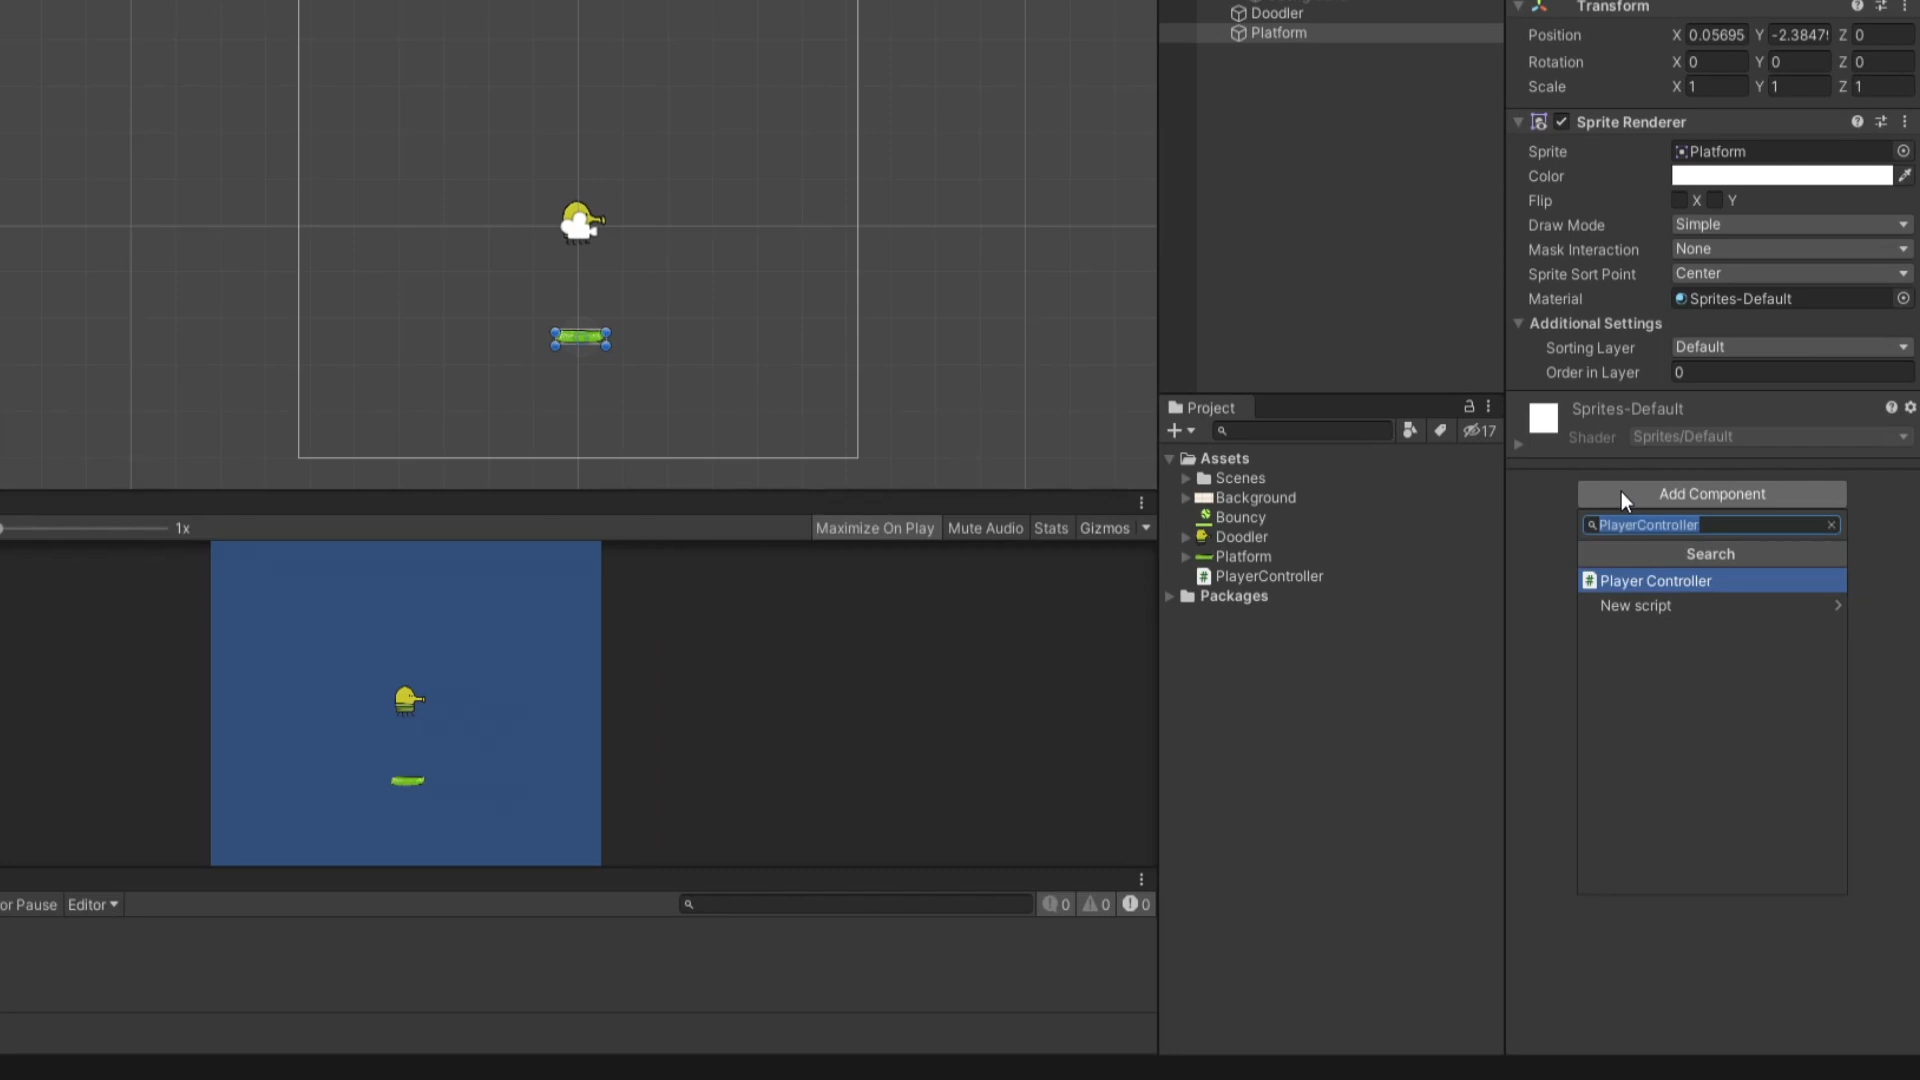 Doodler
Platform
Transform
Position X 0.05695 Y -2.3847 Z 0
Rotation X 0 Y 0 Z 0
Scale X 1 Y 1 Z 1
Sprite Renderer
Sprite Platform
Color
Flip X Y
Draw Mode Simple
Mask Interaction None
Sprite Sort Point Center
Material Sprites-Default
Additional Settings
Sorting Layer Default
Order in Layer 0
Sprites-Default
Shader Sprites/Default
Add Component
PlayerController
Search
Player Controller
New script
Project
17
Assets
Scenes
Background
Bouncy
Doodler
Platform
PlayerController
Packages
1x
Maximize On Play Mute Audio Stats Gizmos
or Pause Editor
0 0 0